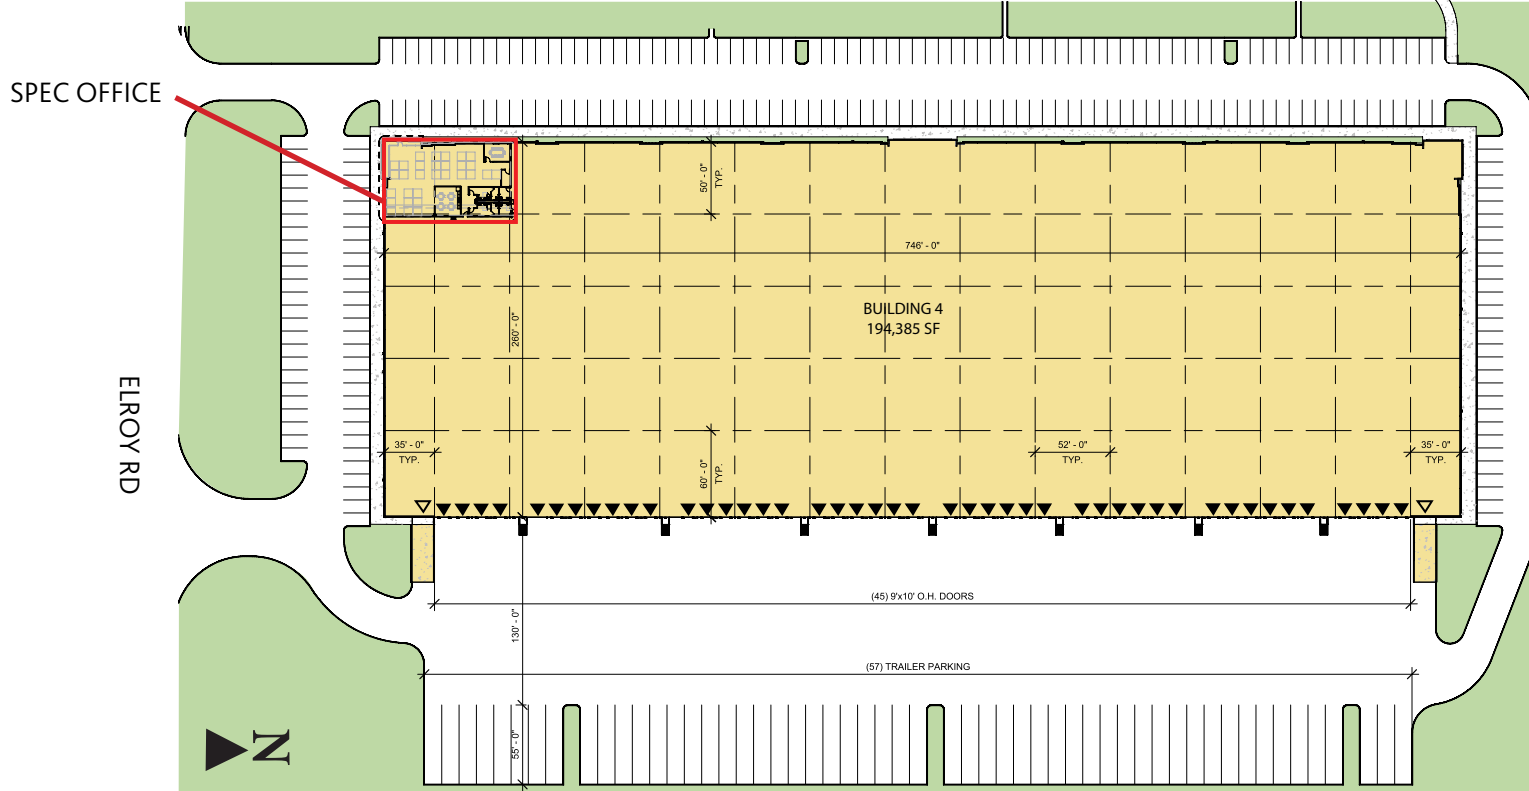 SPEC OFFICE
50' - 0"
TYP.
746' - 0"
BUILDING 4
194,385 SF
260' - 0"
ELROY RD
35' - 0"
TYP.
60' - 0"
TYP.
52' - 0"
TYP.
35' - 0"
TYP.
(45) 9'x10' O.H. DOORS
130' - 0"
(57) TRAILER PARKING
55' - 0"
N